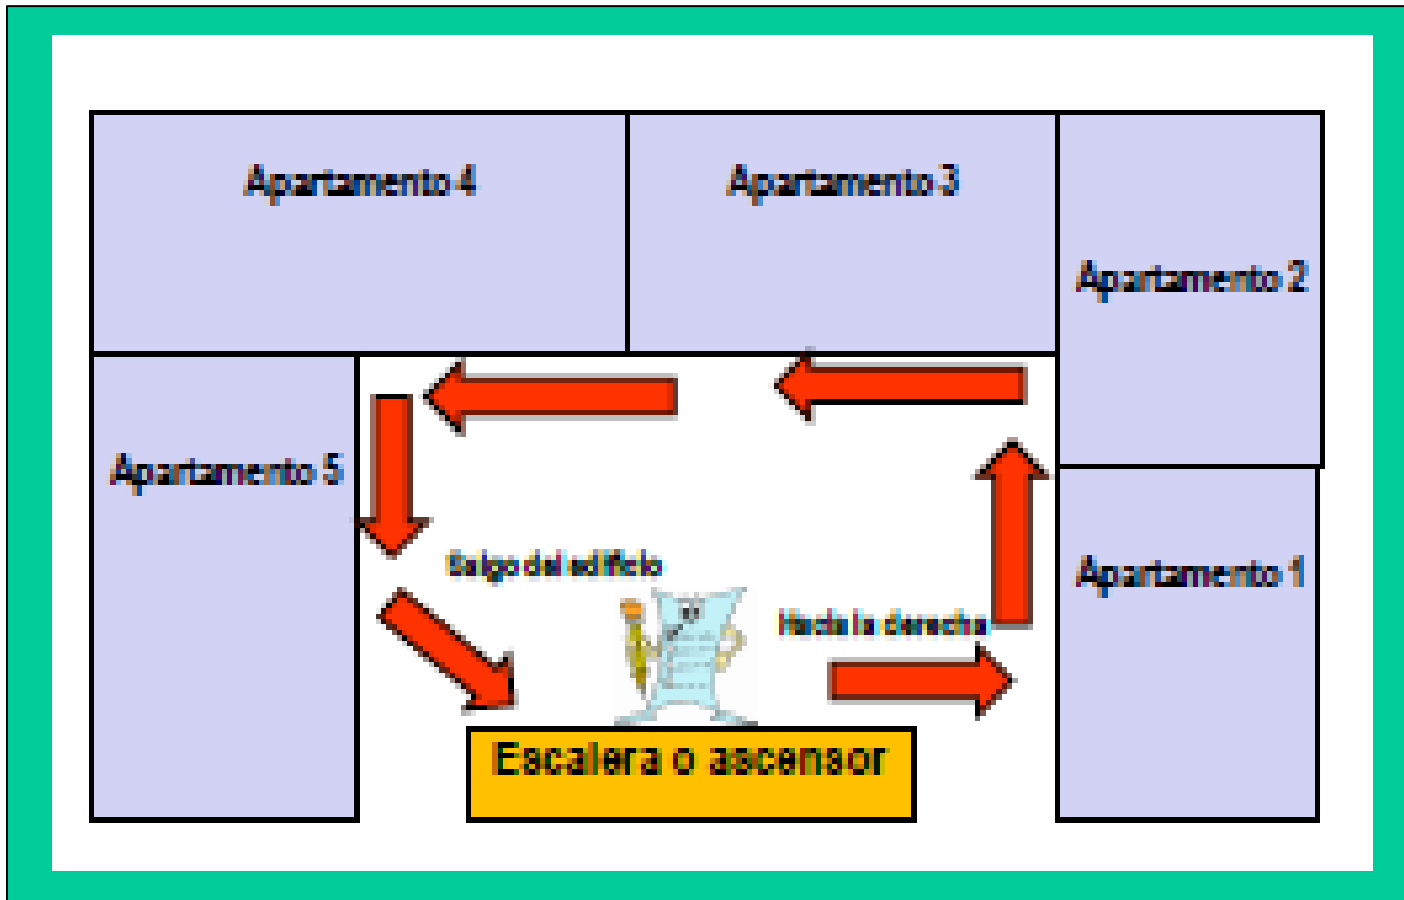 Apartamento 4
Apartamento 3
Apartamento 2
Apartamento 5
Apartamento 1
Salgo del edificio
Hacia la derecha
Escalera o ascensor